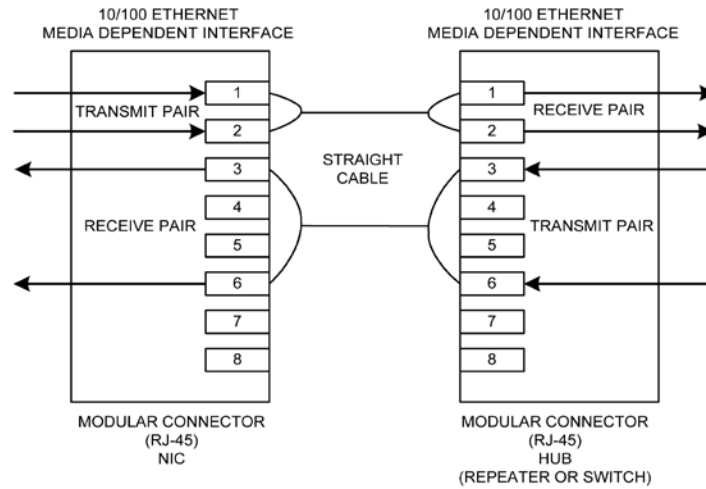 10/100 ETHERNET
MEDIA DEPENDENT INTERFACE
1
TRANSMIT PAIR
2
3
4
RECEIVE PAIR
5
6
7
8
MODULAR CONNECTOR
(RJ-45)
NIC
STRAIGHT
CABLE
10/100 ETHERNET
MEDIA DEPENDENT INTERFACE
1
RECEIVE PAIR
2
3
4
TRANSMIT PAIR
5
6
7
8
MODULAR CONNECTOR
(RJ-45)
HUB
(REPEATER OR SWITCH)